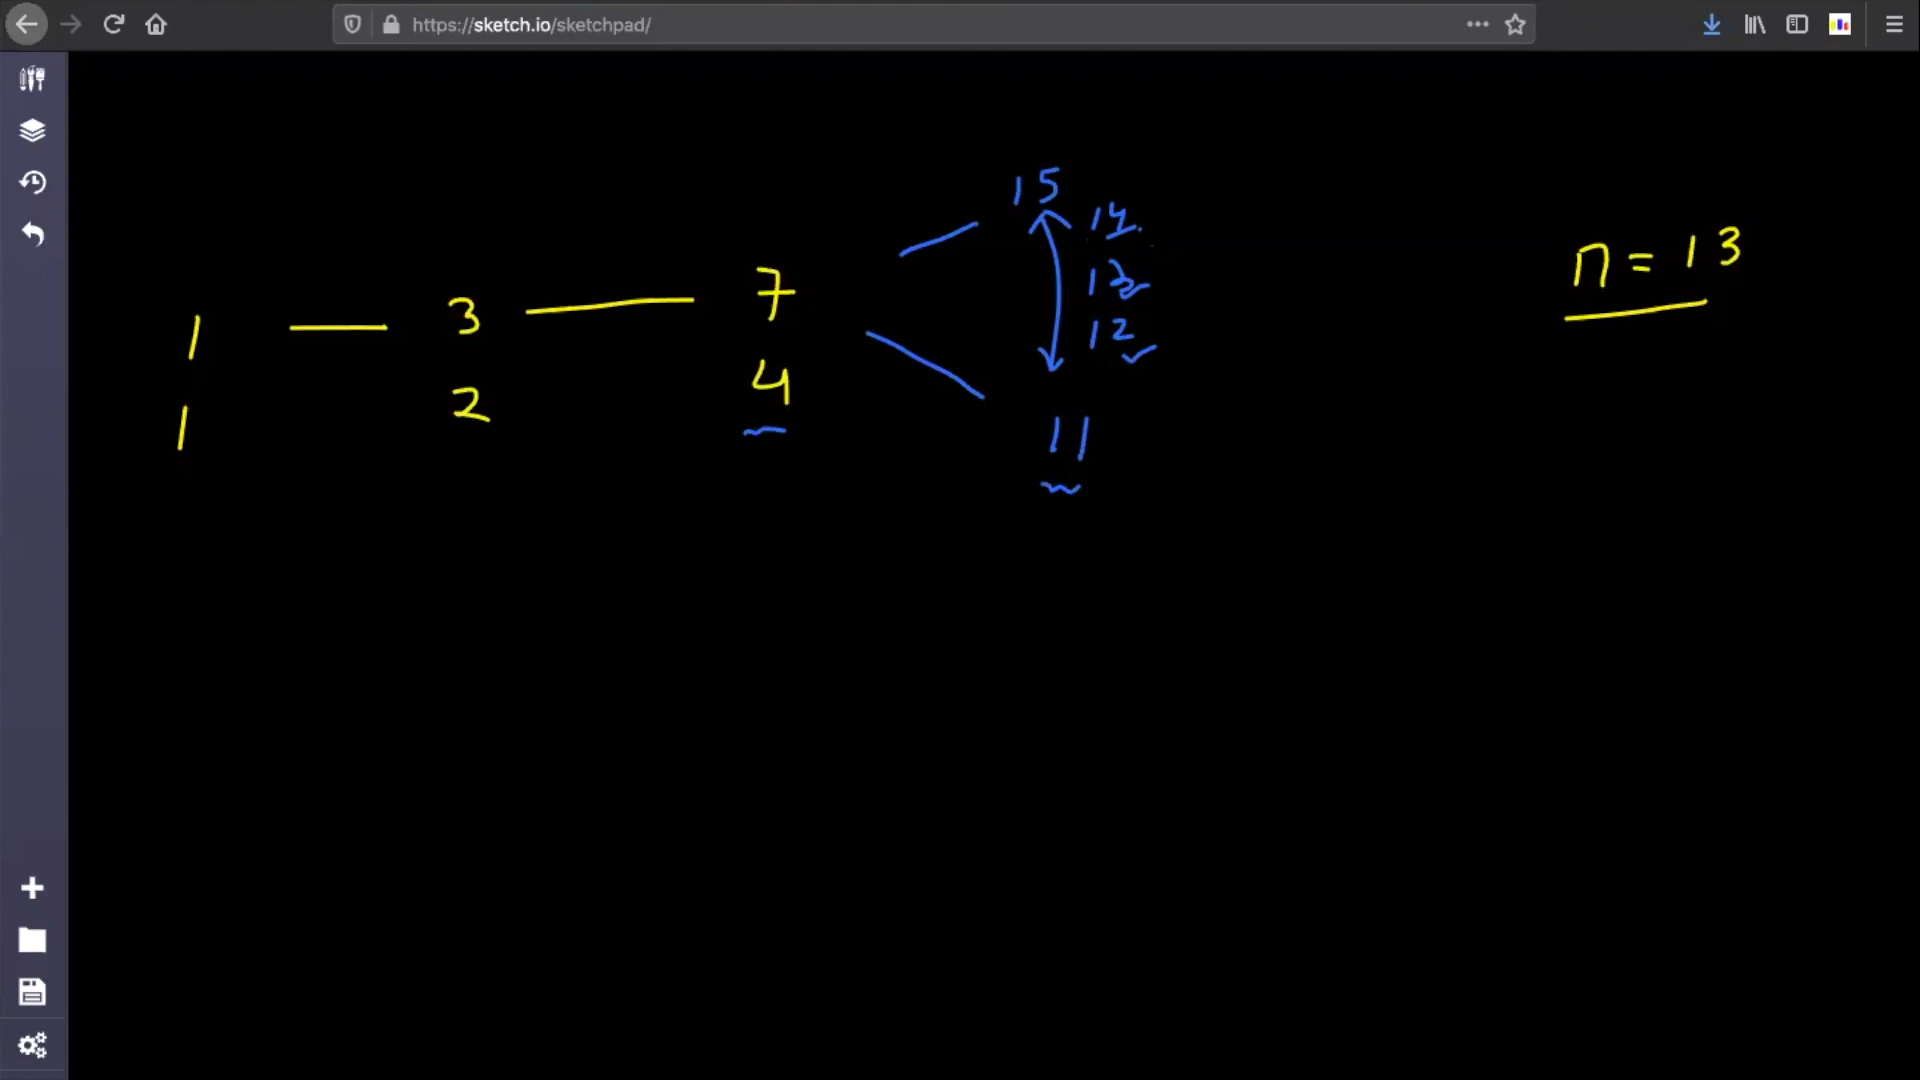 https://sketch.io/sketchpad/
15
14.
13
12
11
n = 13
1 — 3 — 7
1 2 4